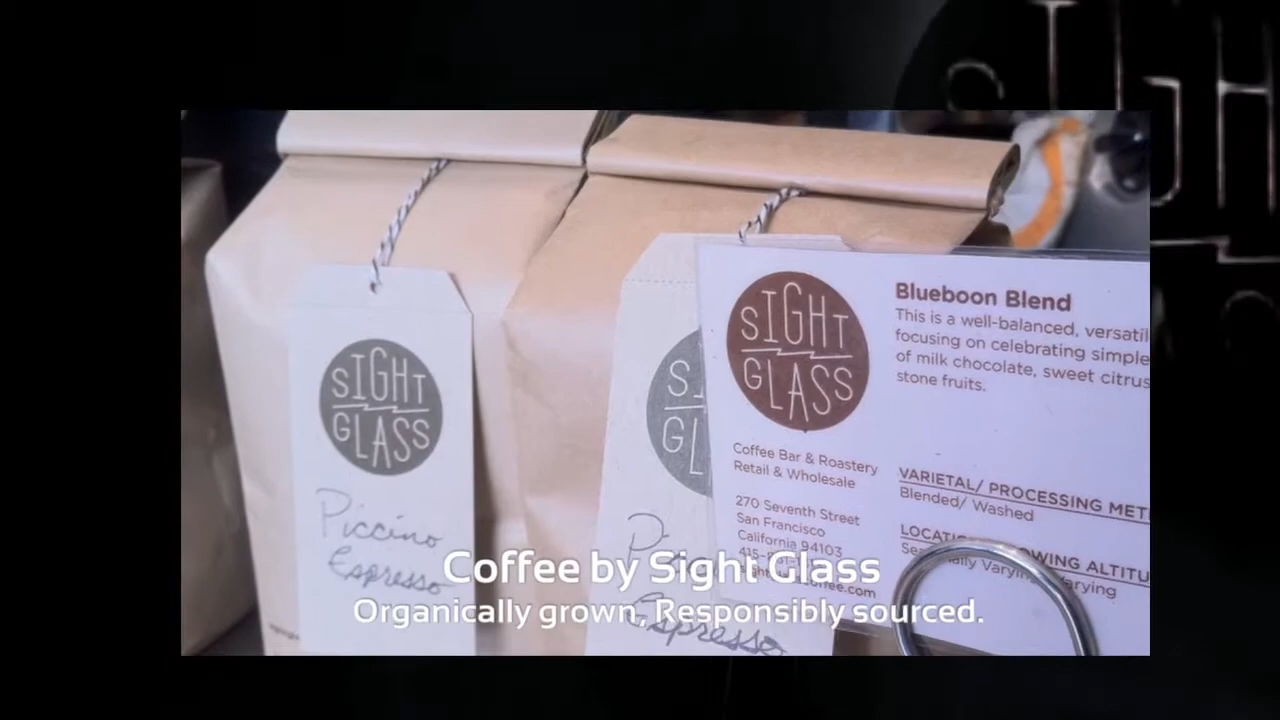 SIGHT
GLASS
Piccino
Espresso
SIGHT
GLASS
Coffee Bar & Roastery
Retail & Wholesale
270 Seventh Street
San Francisco
California 94103
Blueboon Blend
This is a well-balanced, versatil
focusing on celebrating simple
of milk chocolate, sweet citrus
stone fruits.
VARIETAL/ PROCESSING MET
Blended/ Washed
Varying
Espresso
Coffee by Sight Glass
Organically grown, Responsibly sourced.